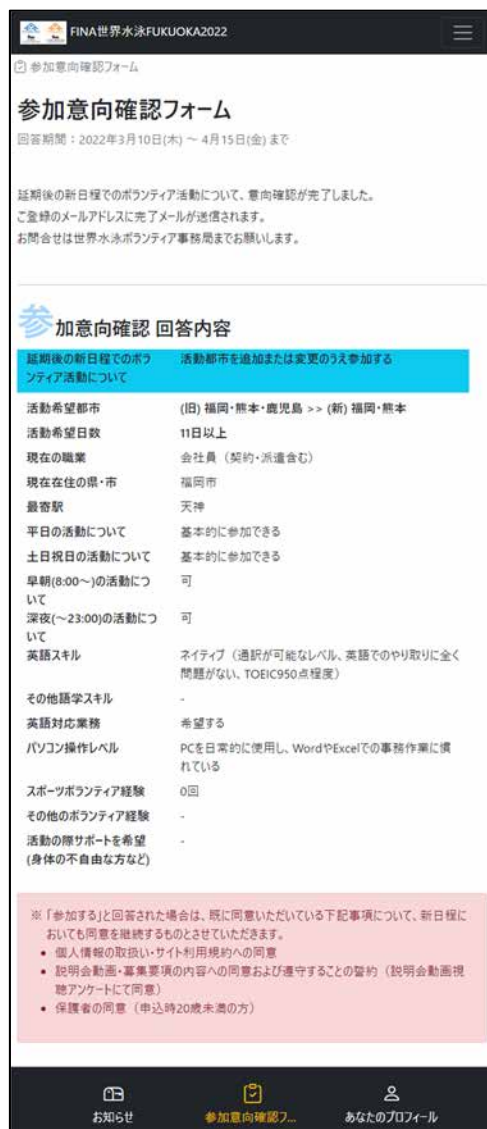 FINA世界水泳FUKUOKA2022
参加意向確認フォーム
参加意向確認フォーム
回答期間：2022年3月10日(木) ～ 4月15日(金) まで
延期後の新日程でのボランティア活動について、意向確認が完了しました。
ご登録のメールアドレスに完了メールが送信されます。
お問合せは世界水泳ボランティア事務局までお願いします。
参加意向確認 回答内容
延期後の新日程でのボラ 活動都市を追加または変更のうえ参加する
ンティア活動について
活動希望都市 (旧) 福岡・熊本・鹿児島 >> (新) 福岡・熊本
活動希望日数 11日以上
現在の職業 会社員（契約・派遣含む）
現在在住の県・市 福岡市
最寄駅 天神
平日の活動について 基本的に参加できる
土日祝日の活動について 基本的に参加できる
早朝(8:00～)の活動につ 可
いて
深夜(～23:00)の活動につ 可
いて
英語スキル ネイティブ（通訳が可能なレベル、英語でのやり取りに全く
問題がない、TOEIC950点程度）
その他語学スキル -
英語対応業務 希望する
パソコン操作レベル PCを日常的に使用し、WordやExcelでの事務作業に慣
れている
スポーツボランティア経験 0回
その他のボランティア経験 -
活動の際サポートを希望 -
(身体の不自由な方など)
※「参加する」と回答された場合は、既に同意いただいている下記事項について、新日程に
おいても同意を継続するものとさせていただきます。
• 個人情報の取扱い・サイト利用規約への同意
• 説明会動画・募集要項の内容への同意および遵守することの誓約（説明会動画視
聴アンケートにて同意）
• 保護者の同意（申込時20歳未満の方）
お知らせ 参加意向確認フ... あなたのプロフィール